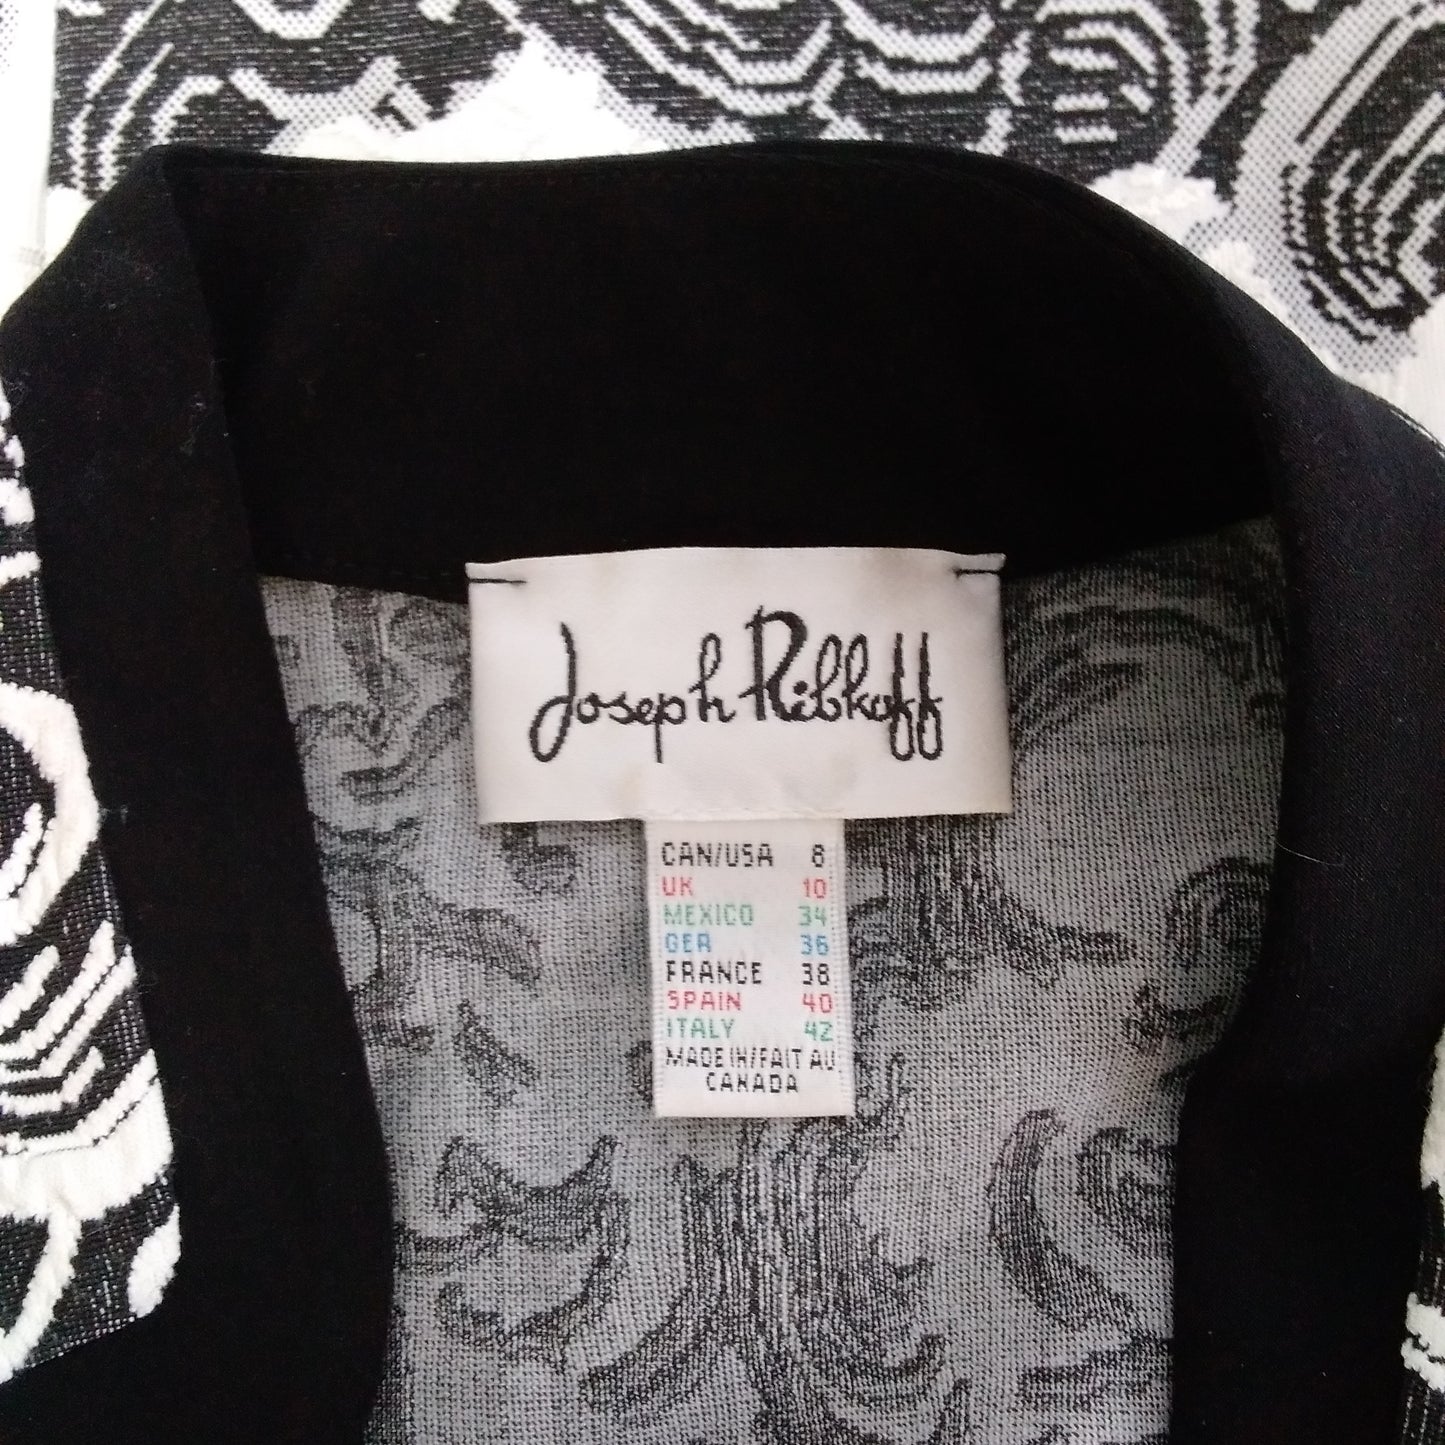 Joseph Ribkoff
CAN/USA 8
UK 10
MEXICO 34
GER 36
FRANCE 38
SPAIN 40
ITALY 42
MADE IN/FAIT AU
CANADA